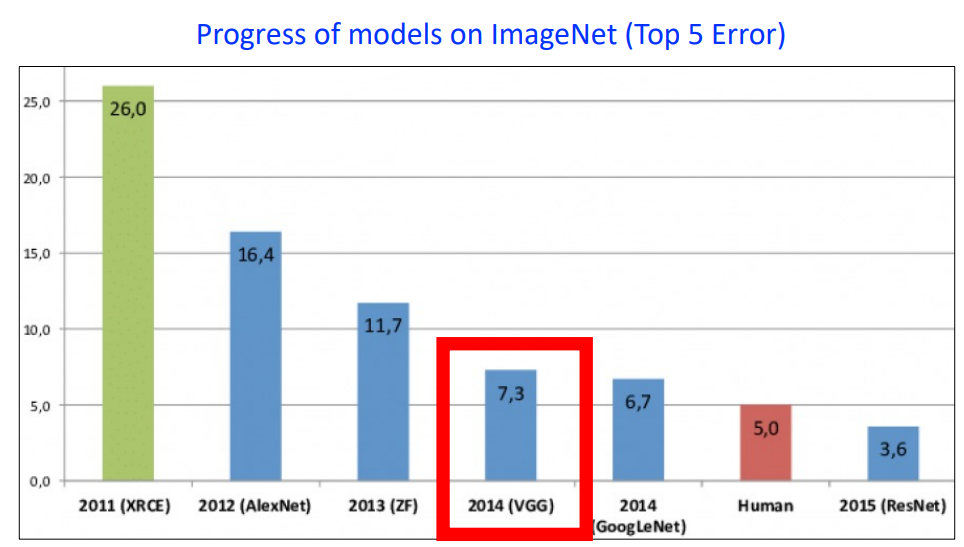 Progress of models on ImageNet (Top 5 Error)
25,0
20,0
15,0
10,0
5,0
0,0
26,0
16,4
11,7
7,3
6,7
5,0
3,6
2011 (XRCE)
2012 (AlexNet)
2013 (ZF)
2014 (VGG)
2014
(GoogLeNet)
Human
2015 (ResNet)